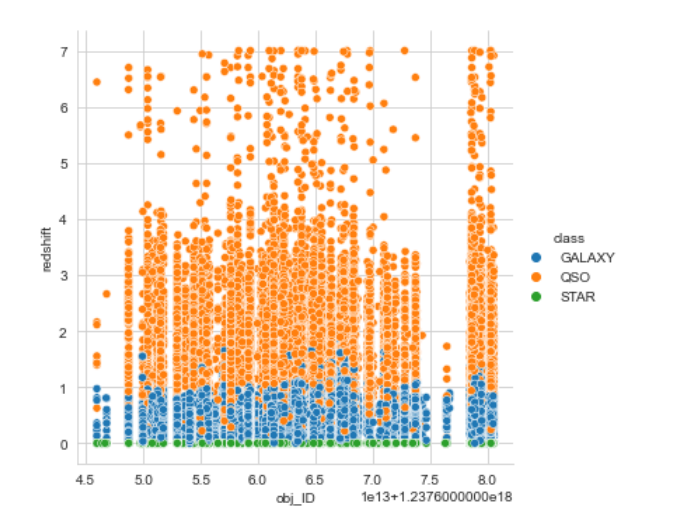 7
6
5
4
3
2
1
0
redshift
4.5 5.0 5.5 6.0 6.5 7.0 7.5 8.0
obj_ID
1e13+1.2376000000e18
class
GALAXY
QSO
STAR